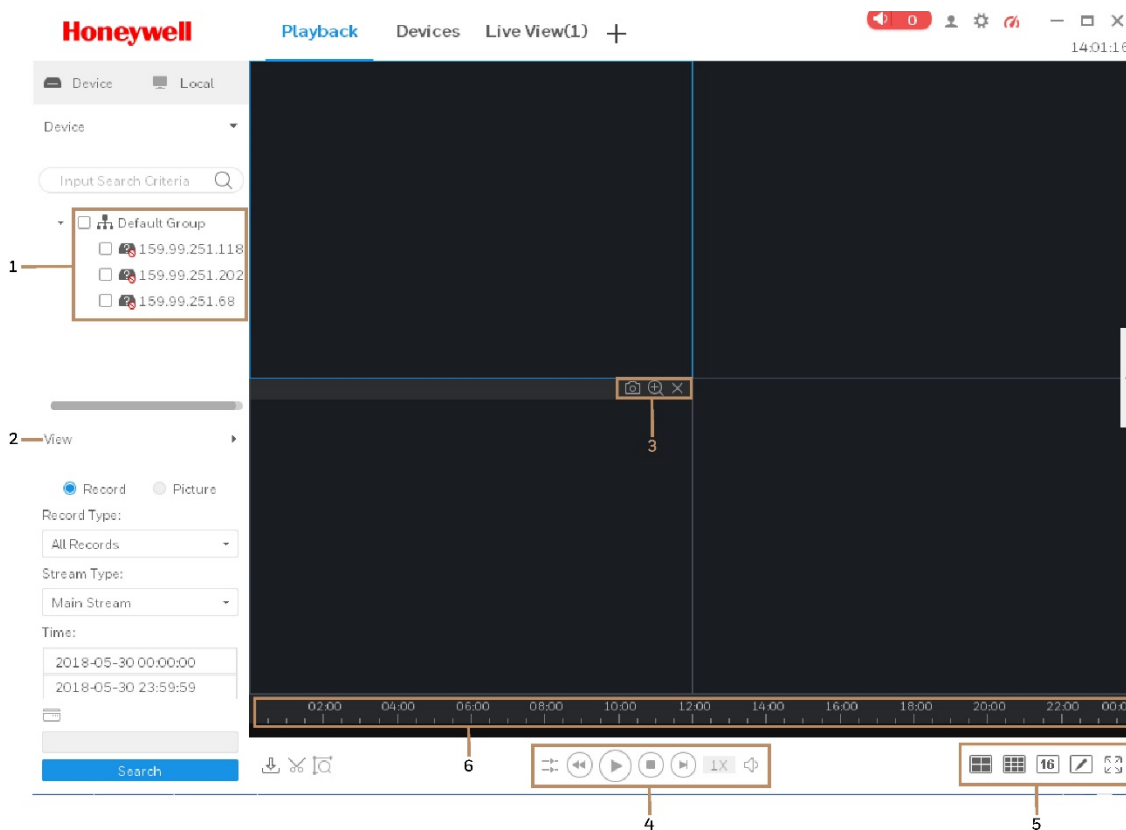 Honeywell Playback Devices Live View(1) + 0
14:01:16
Device Local
Device
Input Search Criteria
Default Group
159.99.251.118
1
159.99.251.202
159.99.251.68
3
2 View
Record Picture
Record Type:
All Records
Stream Type:
Main Stream
Time:
2018-05-30 00:00:00
2018-05-30 23:59:59
02:00 04:00 06:00 08:00 10:00 12:00 14:00 16:00 18:00 20:00 22:00 00:0
Search
6
1X
16
4
5